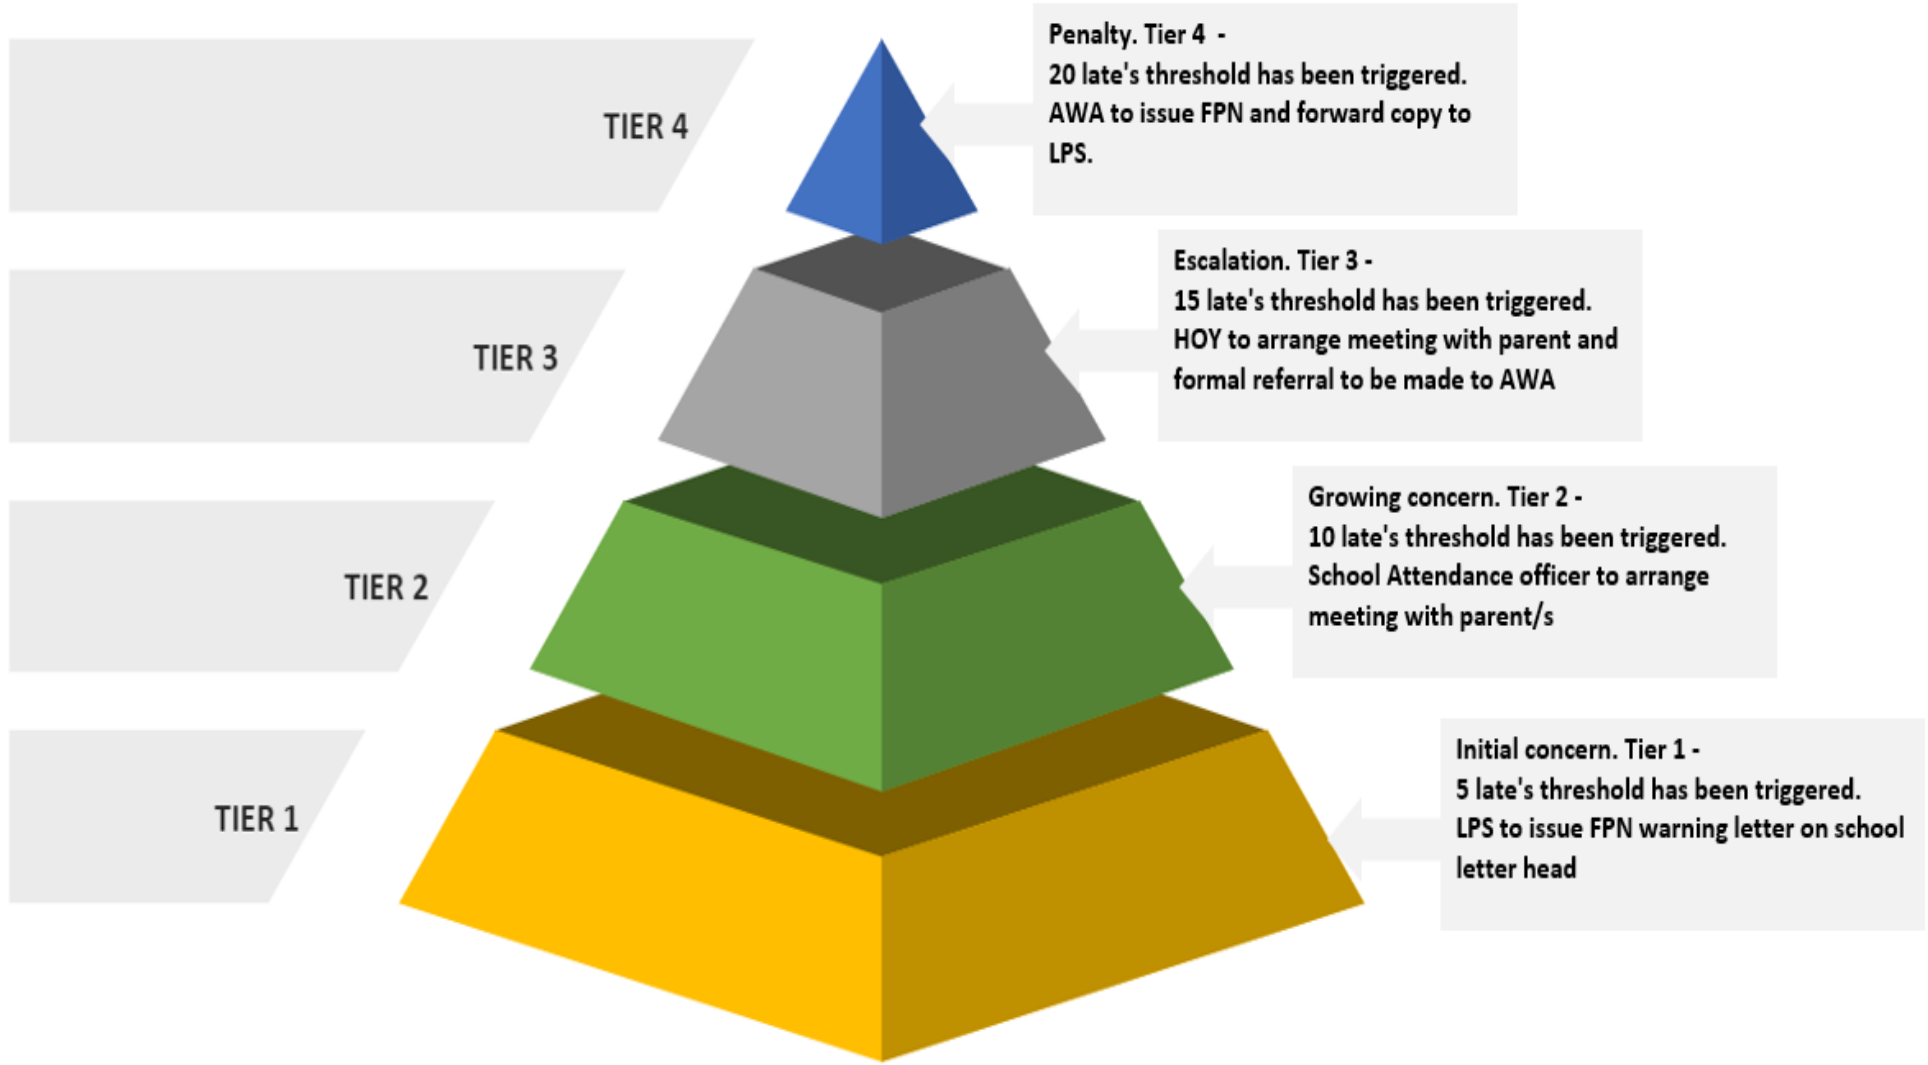 TIER 4
Penalty. Tier 4 -
20 late's threshold has been triggered.
AWA to issue FPN and forward copy to
LPS.
TIER 3
Escalation. Tier 3 -
15 late's threshold has been triggered.
HOY to arrange meeting with parent and
formal referral to be made to AWA
TIER 2
Growing concern. Tier 2 -
10 late's threshold has been triggered.
School Attendance officer to arrange
meeting with parent/s
TIER 1
Initial concern. Tier 1 -
5 late's threshold has been triggered.
LPS to issue FPN warning letter on school
letter head